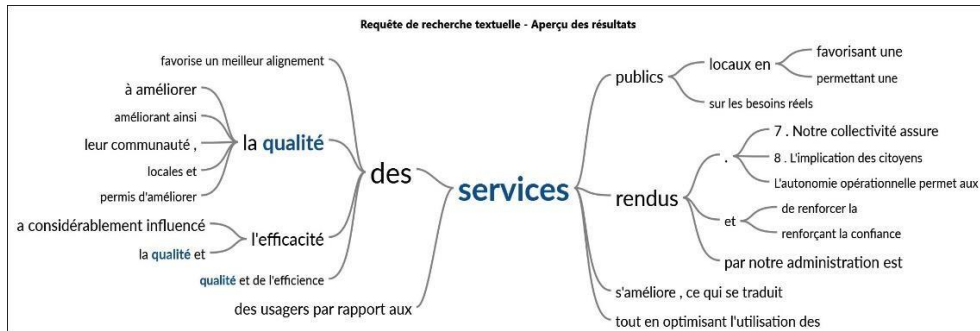 Requête de recherche textuelle - Aperçu des résultats
favorise un meilleur alignement
à améliorer
améliorant ainsi
leur communauté ,
locales et
permis d'améliorer
la qualité
a considérablement influencé
la qualité et
l'efficacité
qualité et de l'efficience
des
des usagers par rapport aux
services
publics
locaux en
favorisant une
permettant une
sur les besoins réels
rendus
.
7 . Notre collectivité assure
8 . L'implication des citoyens
L'autonomie opérationnelle permet aux
et
de renforcer la
renforçant la confiance
par notre administration est
s'améliore , ce qui se traduit
tout en optimisant l'utilisation des